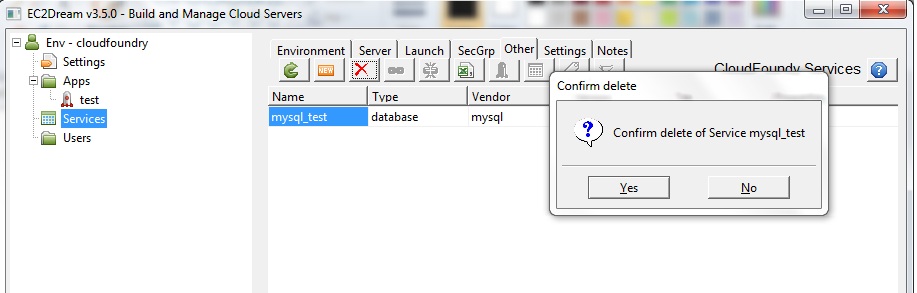 EC2Dream v3.5.0 - Build and Manage Cloud Servers
Env - cloudfoundry
Settings
Apps
test
Services
Users
Environment Server Launch SecGrp Other Settings Notes
NEW
CloudFoundy Services
Name Type Vendor
mysql_test database mysql
Confirm delete
Confirm delete of Service mysql_test
Yes No